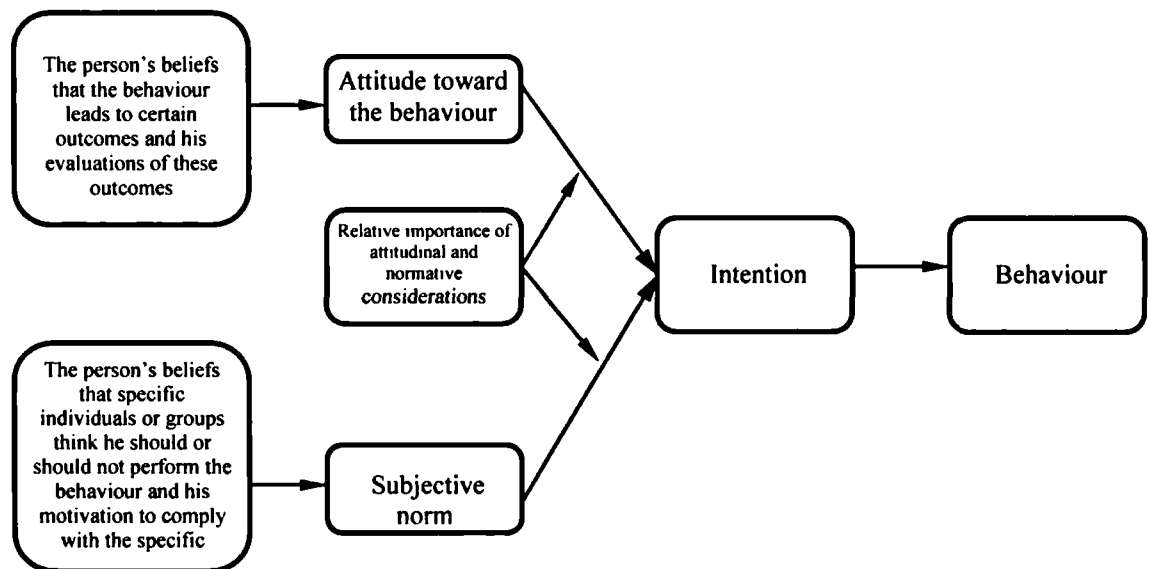 The person's beliefs
that the behaviour
leads to certain
outcomes and his
evaluations of these
outcomes
Attitude toward
the behaviour
Relative importance of
attitudinal and
normative
considerations
Intention
Behaviour
The person's beliefs
that specific
individuals or groups
think he should or
should not perform the
behaviour and his
motivation to comply
with the specific
Subjective
norm